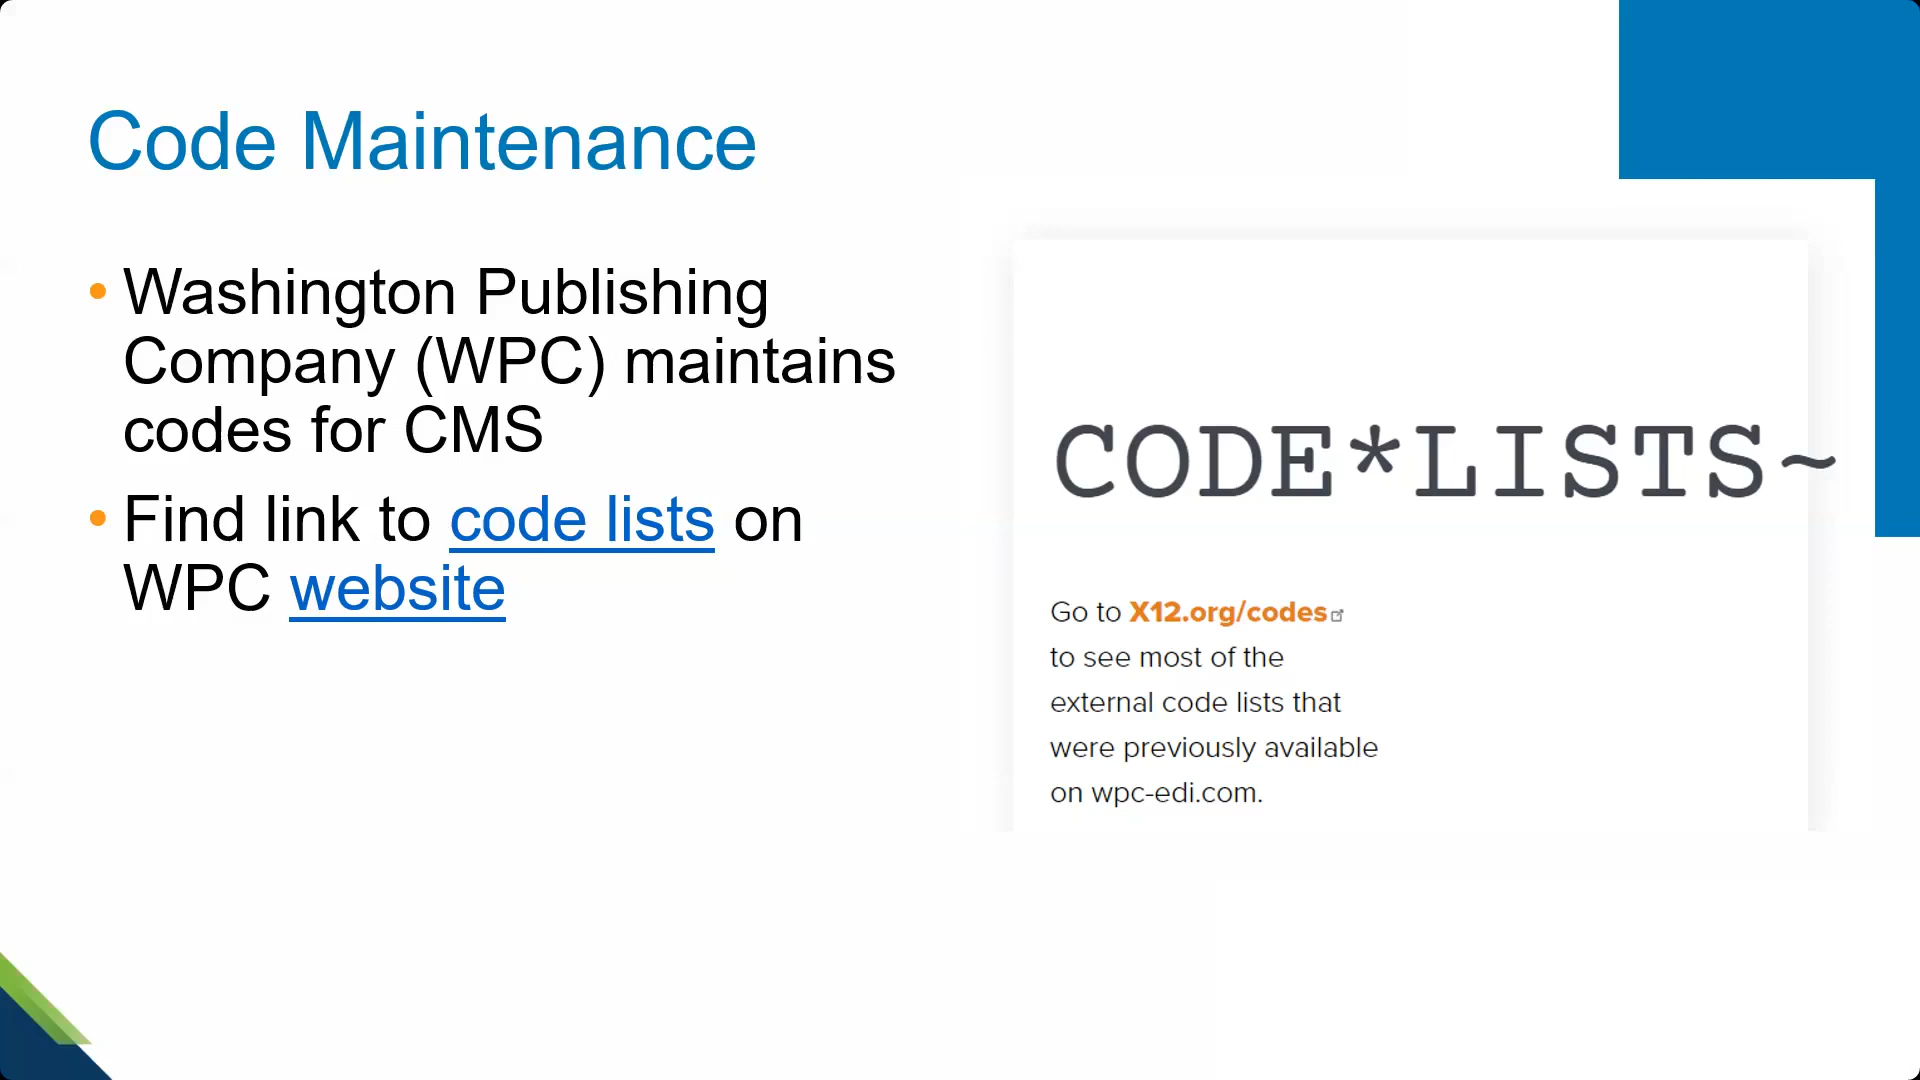 Code Maintenance
• Washington Publishing
Company (WPC) maintains
codes for CMS
• Find link to code lists on
WPC website
CODE*LISTS~
Go to X12.org/codes
to see most of the
external code lists that
were previously available
on wpc-edi.com.